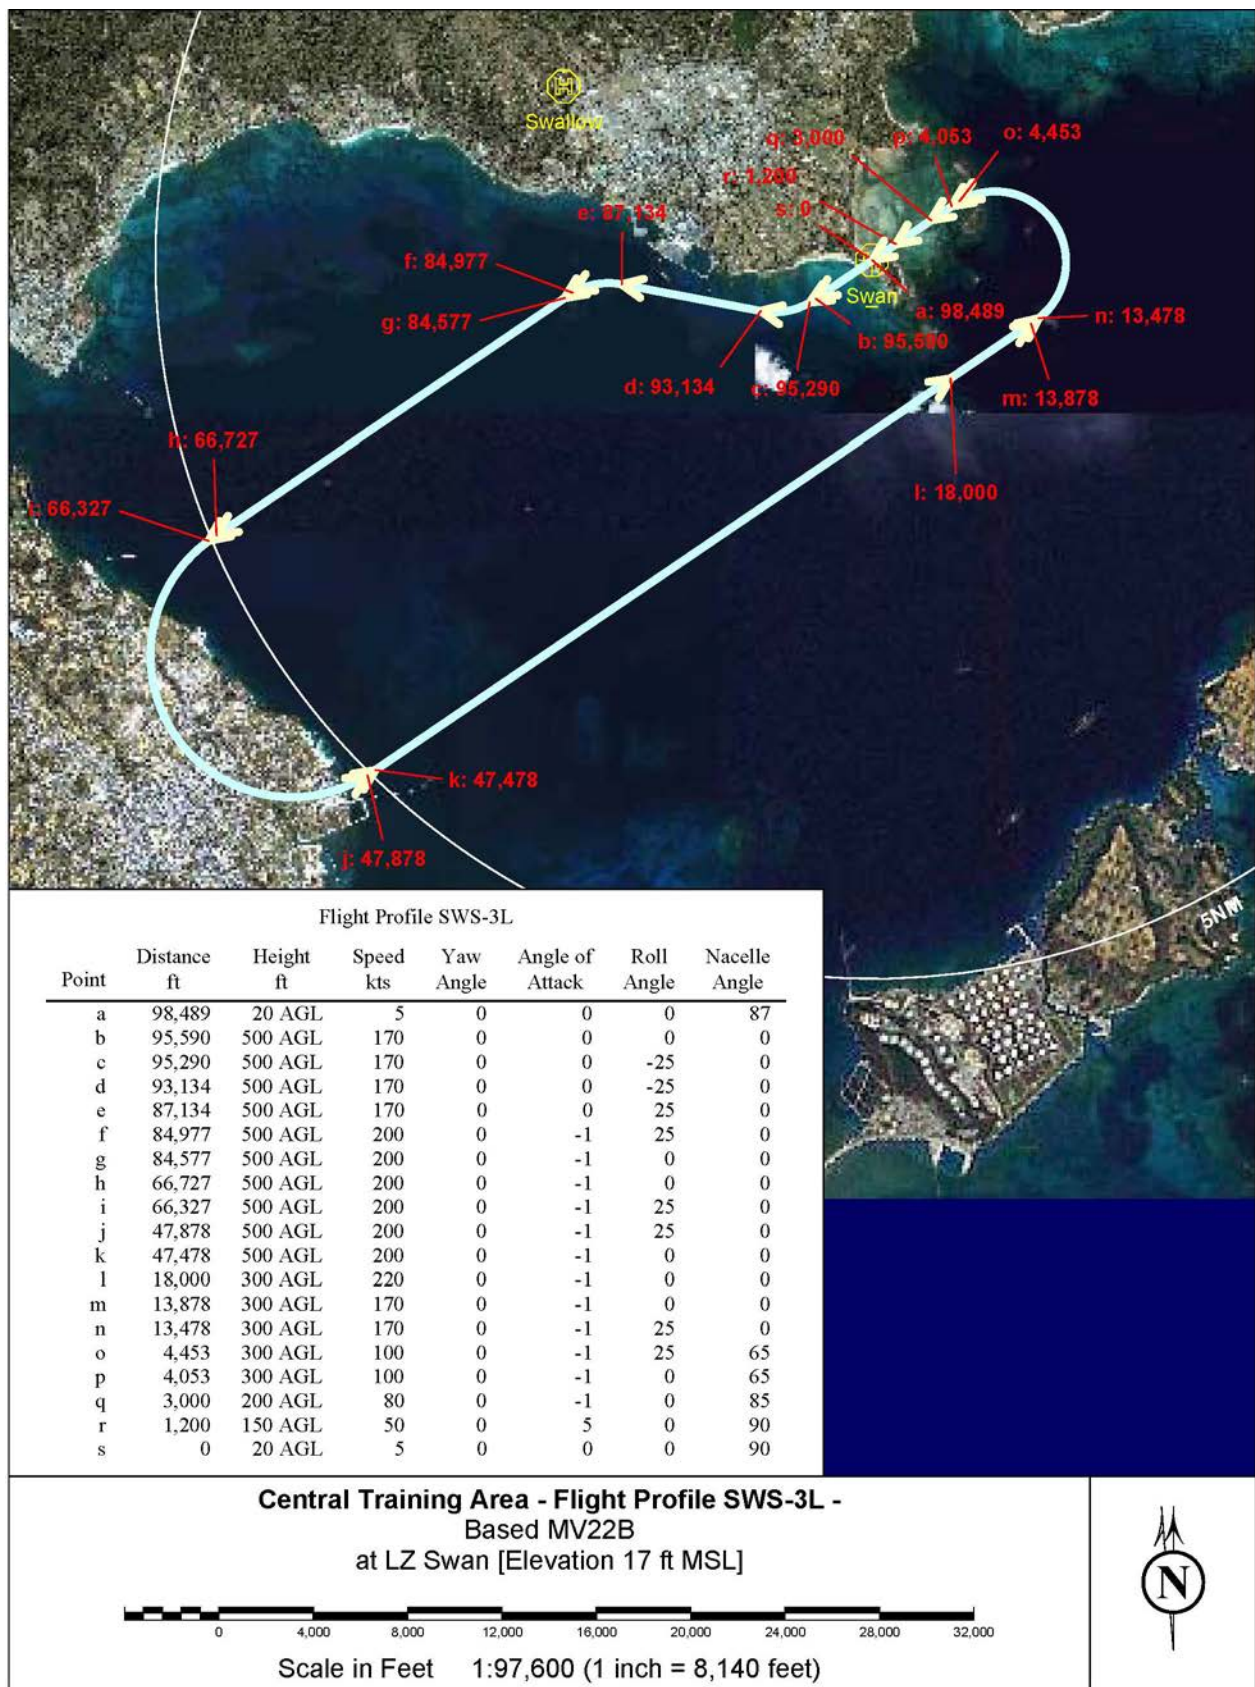 Swallow
q: 3,000
p: 4,053
o: 4,453
r: 1,200
s: 0
e: 87,134
f: 84,977
g: 84,577
Swan
a: 98,489
n: 13,478
b: 95,590
d: 93,134
c: 95,290
m: 13,878
h: 66,727
l: 18,000
i: 66,327
k: 47,478
j: 47,878
5NM
Flight Profile SWS-3L
Point Distance ft Height ft Speed kts Yaw Angle Angle of Attack Roll Angle Nacelle Angle
a 98,489 20 AGL 5 0 0 0 87
b 95,590 500 AGL 170 0 0 0 0
c 95,290 500 AGL 170 0 0 -25 0
d 93,134 500 AGL 170 0 0 -25 0
e 87,134 500 AGL 170 0 0 25 0
f 84,977 500 AGL 200 0 -1 25 0
g 84,577 500 AGL 200 0 -1 0 0
h 66,727 500 AGL 200 0 -1 0 0
i 66,327 500 AGL 200 0 -1 25 0
j 47,878 500 AGL 200 0 -1 25 0
k 47,478 500 AGL 200 0 -1 0 0
l 18,000 300 AGL 220 0 -1 0 0
m 13,878 300 AGL 170 0 -1 0 0
n 13,478 300 AGL 170 0 -1 25 0
o 4,453 300 AGL 100 0 -1 25 65
p 4,053 300 AGL 100 0 -1 0 65
q 3,000 200 AGL 80 0 -1 0 85
r 1,200 150 AGL 50 0 5 0 90
s 0 20 AGL 5 0 0 0 90
Central Training Area - Flight Profile SWS-3L -
Based MV22B
at LZ Swan [Elevation 17 ft MSL]
0 4,000 8,000 12,000 16,000 20,000 24,000 28,000 32,000
Scale in Feet 1:97,600 (1 inch = 8,140 feet)
N